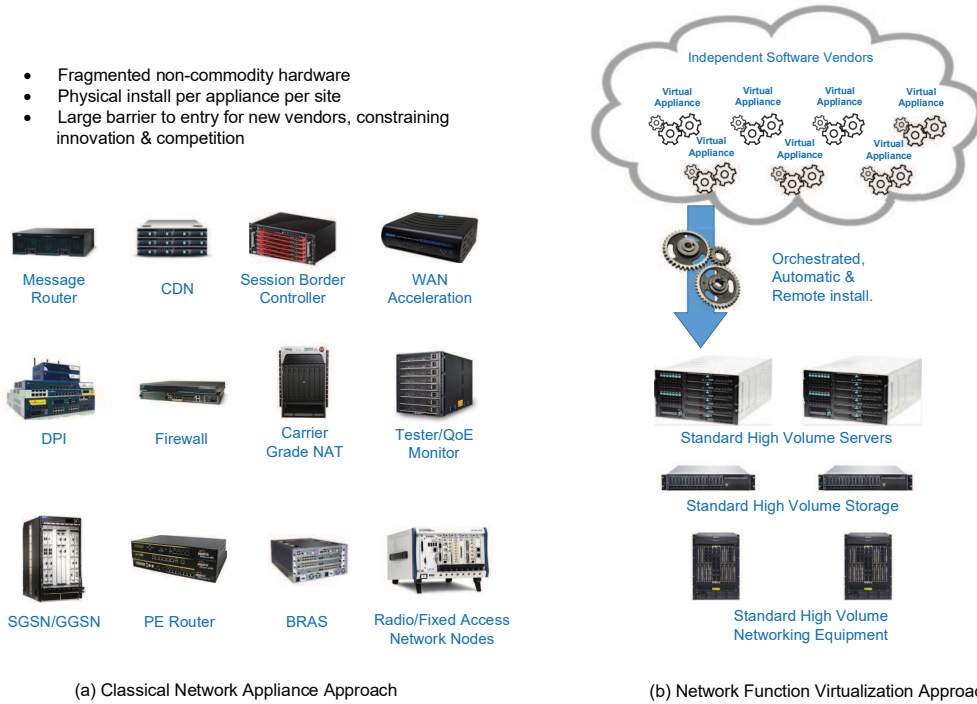 • Fragmented non-commodity hardware
• Physical install per appliance per site
• Large barrier to entry for new vendors, constraining
innovation & competition
Message
Router
CDN
Session Border
Controller
WAN
Acceleration
DPI
Firewall
Carrier
Grade NAT
Tester/QoE
Monitor
SGSN/GGSN
PE Router
BRAS
Radio/Fixed Access
Network Nodes
(a) Classical Network Appliance Approach
Independent Software Vendors
Virtual
Appliance
Virtual
Appliance
Virtual
Appliance
Virtual
Appliance
Virtual
Appliance
Virtual
Appliance
Virtual
Appliance
Orchestrated,
Automatic &
Remote install.
Standard High Volume Servers
Standard High Volume Storage
Standard High Volume
Networking Equipment
(b) Network Function Virtualization Approac